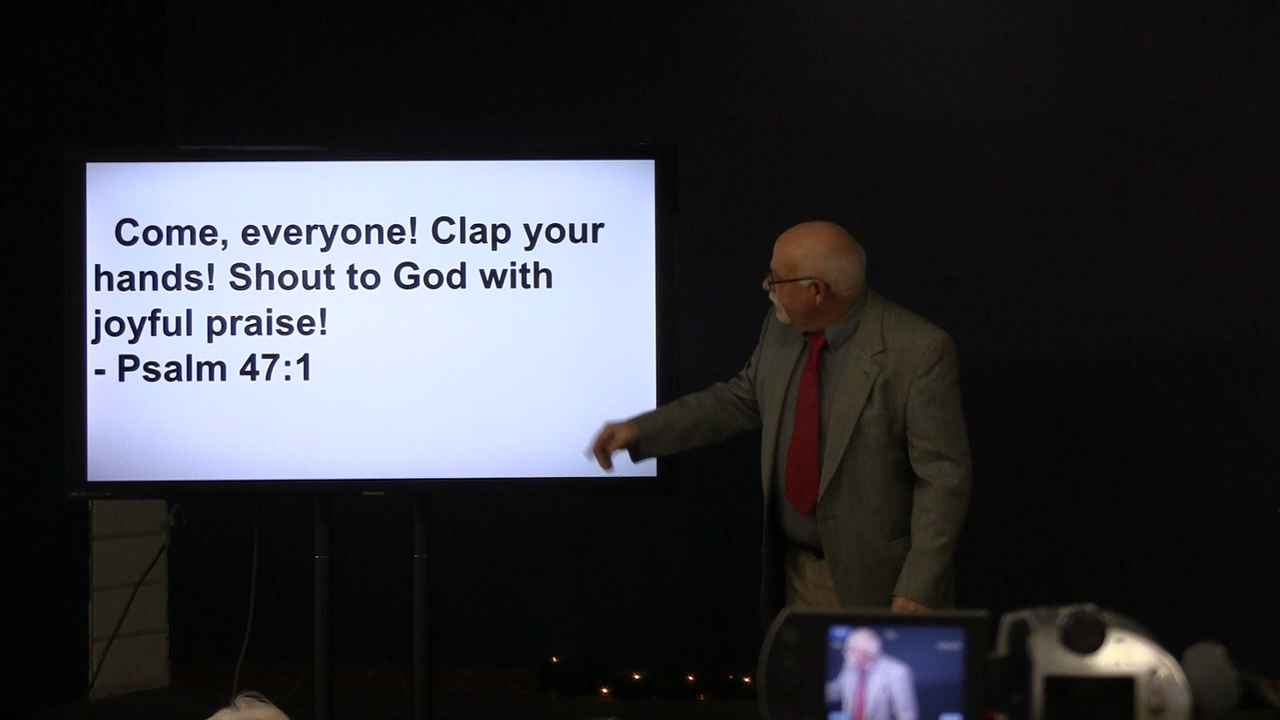 Come, everyone! Clap your
hands! Shout to God with
joyful praise!
- Psalm 47:1